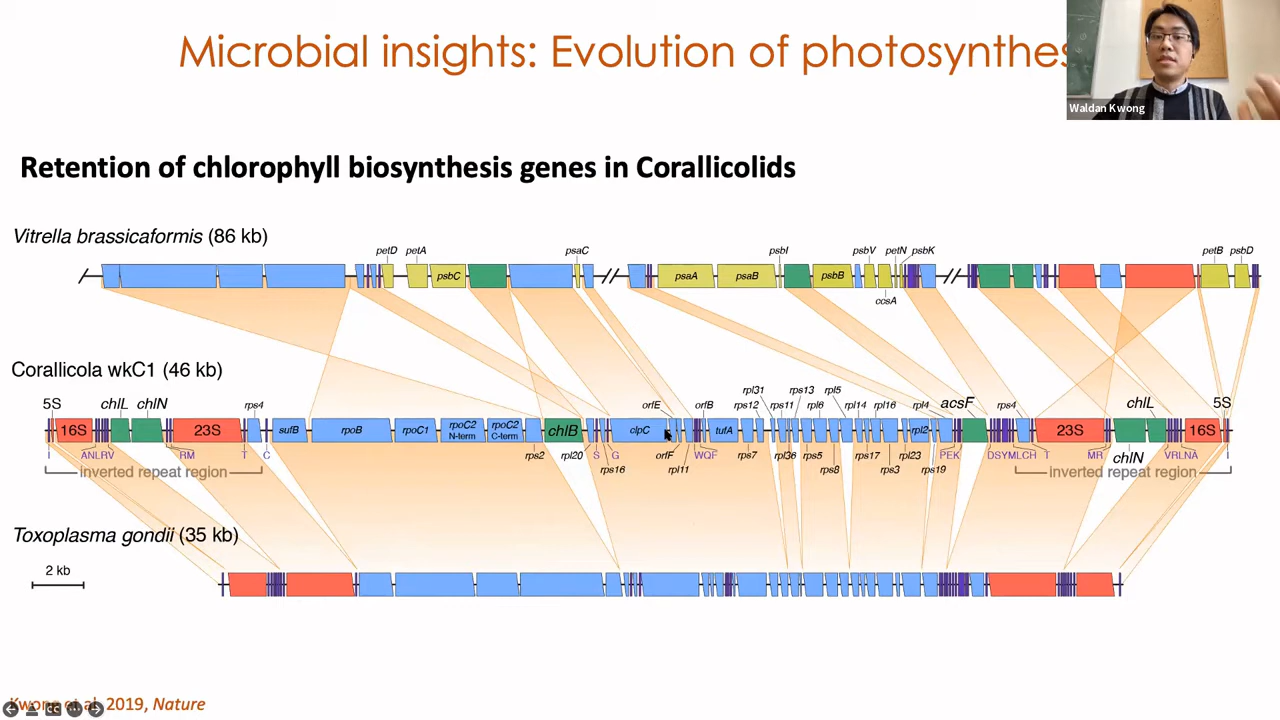 Microbial insights: Evolution of photosynthes
Waldan Kwong
Retention of chlorophyll biosynthesis genes in Corallicolids
Vitrella brassicaformis (86 kb)
petD petA psaC psbI psbV petN psbK petB psbD
psbC psaA psaB psbB
ccsA
Corallicola wkC1 (46 kb)
rpl31 rps13 rpl5
5S chlL chlN rps4 orfE orfB rps12 rps11 rpl6 rpl14 rpl16 rpl4 acsF rps4 chlL 5S
16S 23S sufB rpoB rpoC1 rpoC2 N-term rpoC2 C-term chlB clpC tufA rpl2 23S 16S
I ANLRV RM T C rps2 rpl20 S G orfF WQF rps7 rpl36 rps5 rps17 rpl23 PEK DSYMLCH T MR chlN VRLNA I
rps16 rpl11 rps8 rps3 rps19
inverted repeat region inverted repeat region
Toxoplasma gondii (35 kb)
2 kb
Kwong et al. 2019, Nature